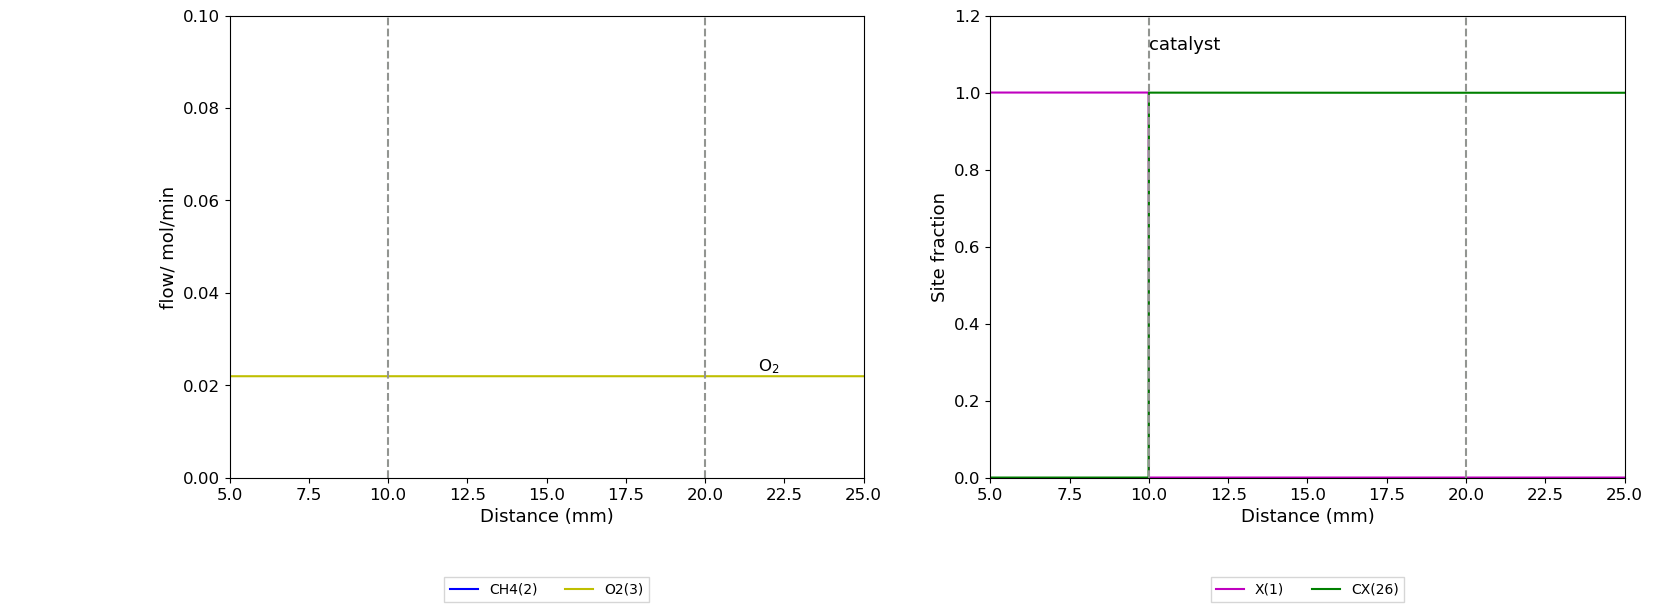 flow/ mol/min
0.10
0.08
0.06
0.04
0.02
0.00
O₂
5.0 7.5 10.0 12.5 15.0 17.5 20.0 22.5 25.0
Distance (mm)
CH4(2) O2(3)
Site fraction
1.2
1.0
0.8
0.6
0.4
0.2
0.0
catalyst
5.0 7.5 10.0 12.5 15.0 17.5 20.0 22.5 25.0
Distance (mm)
X(1) CX(26)